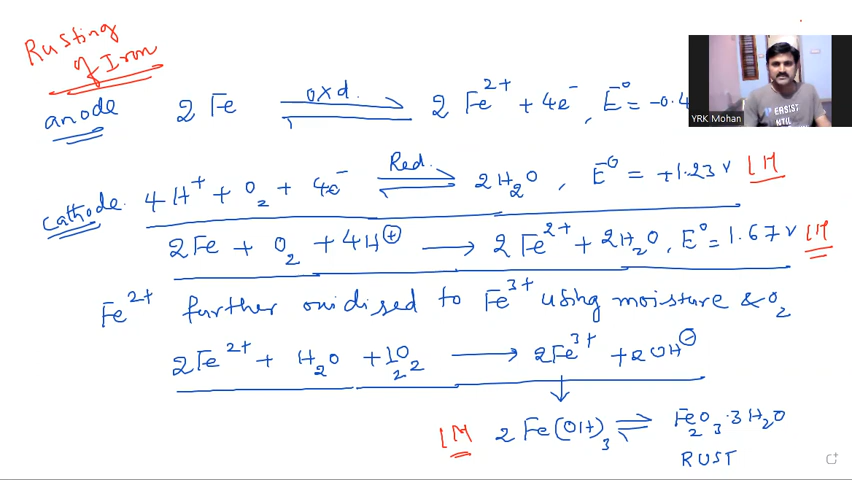 Rusting
of Iron
anode 2 Fe ⇌ oxd. 2 Fe²⁺ + 4e⁻, E° = -0.4
cathode. 4H⁺ + O₂ + 4e⁻ ⇌ Red. 2H₂O, E° = +1.23 v 1M
2Fe + O₂ + 4H⊕ → 2Fe²⁺ + 2H₂O, E° = 1.67 v 1M
Fe²⁺ further oxidised to Fe³⁺ using moisture & O₂
2Fe²⁺ + H₂O + 1/2 O₂ → 2Fe³⁺ + 2OH⊖
↓
1M 2 Fe(OH)₃ ⇌ Fe₂O₃.3H₂O
RUST
YRK Mohan